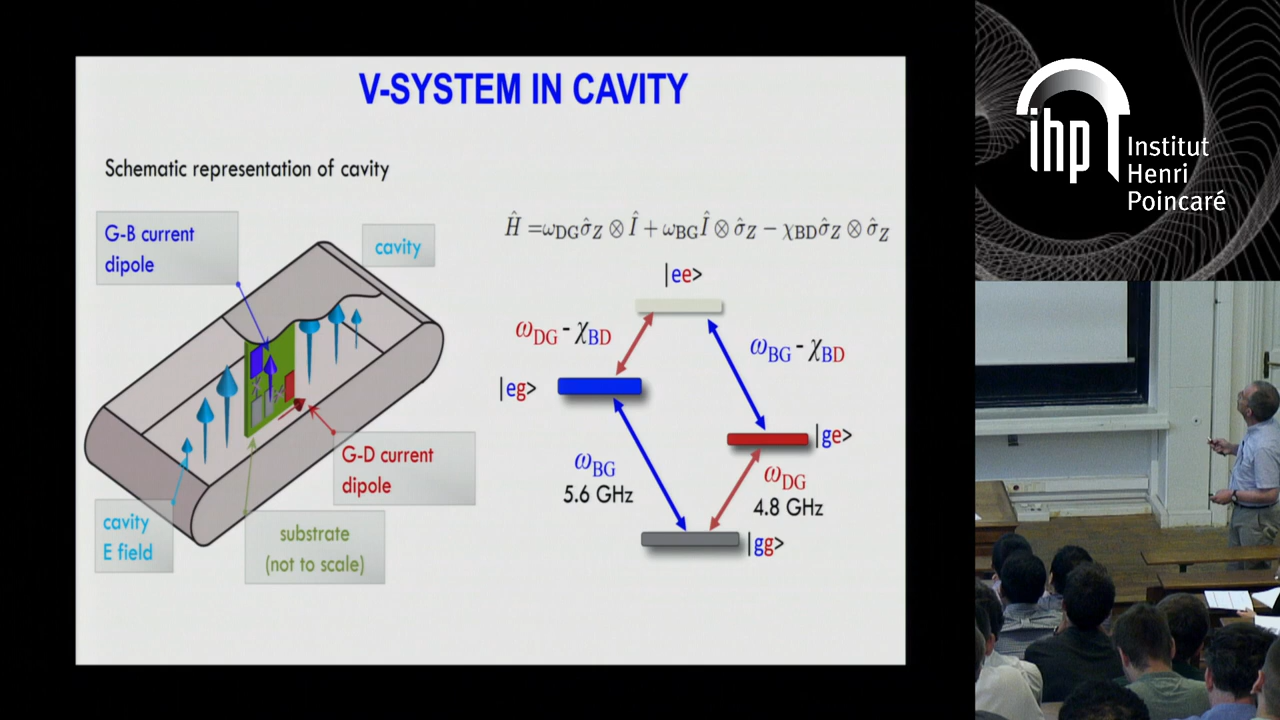 V-SYSTEM IN CAVITY
Schematic representation of cavity
G-B current
dipole
cavity
G-D current
dipole
cavity
E field
substrate
(not to scale)
Ĥ =ω_DG σ̂_Z ⊗ Î + ω_BG Î ⊗ σ̂_Z − χ_BD σ̂_Z ⊗ σ̂_Z
|ee>
ω_DG - χ_BD
ω_BG - χ_BD
|eg>
|ge>
ω_BG
5.6 GHz
ω_DG
4.8 GHz
|gg>
ihp
Institut
Henri
Poincaré